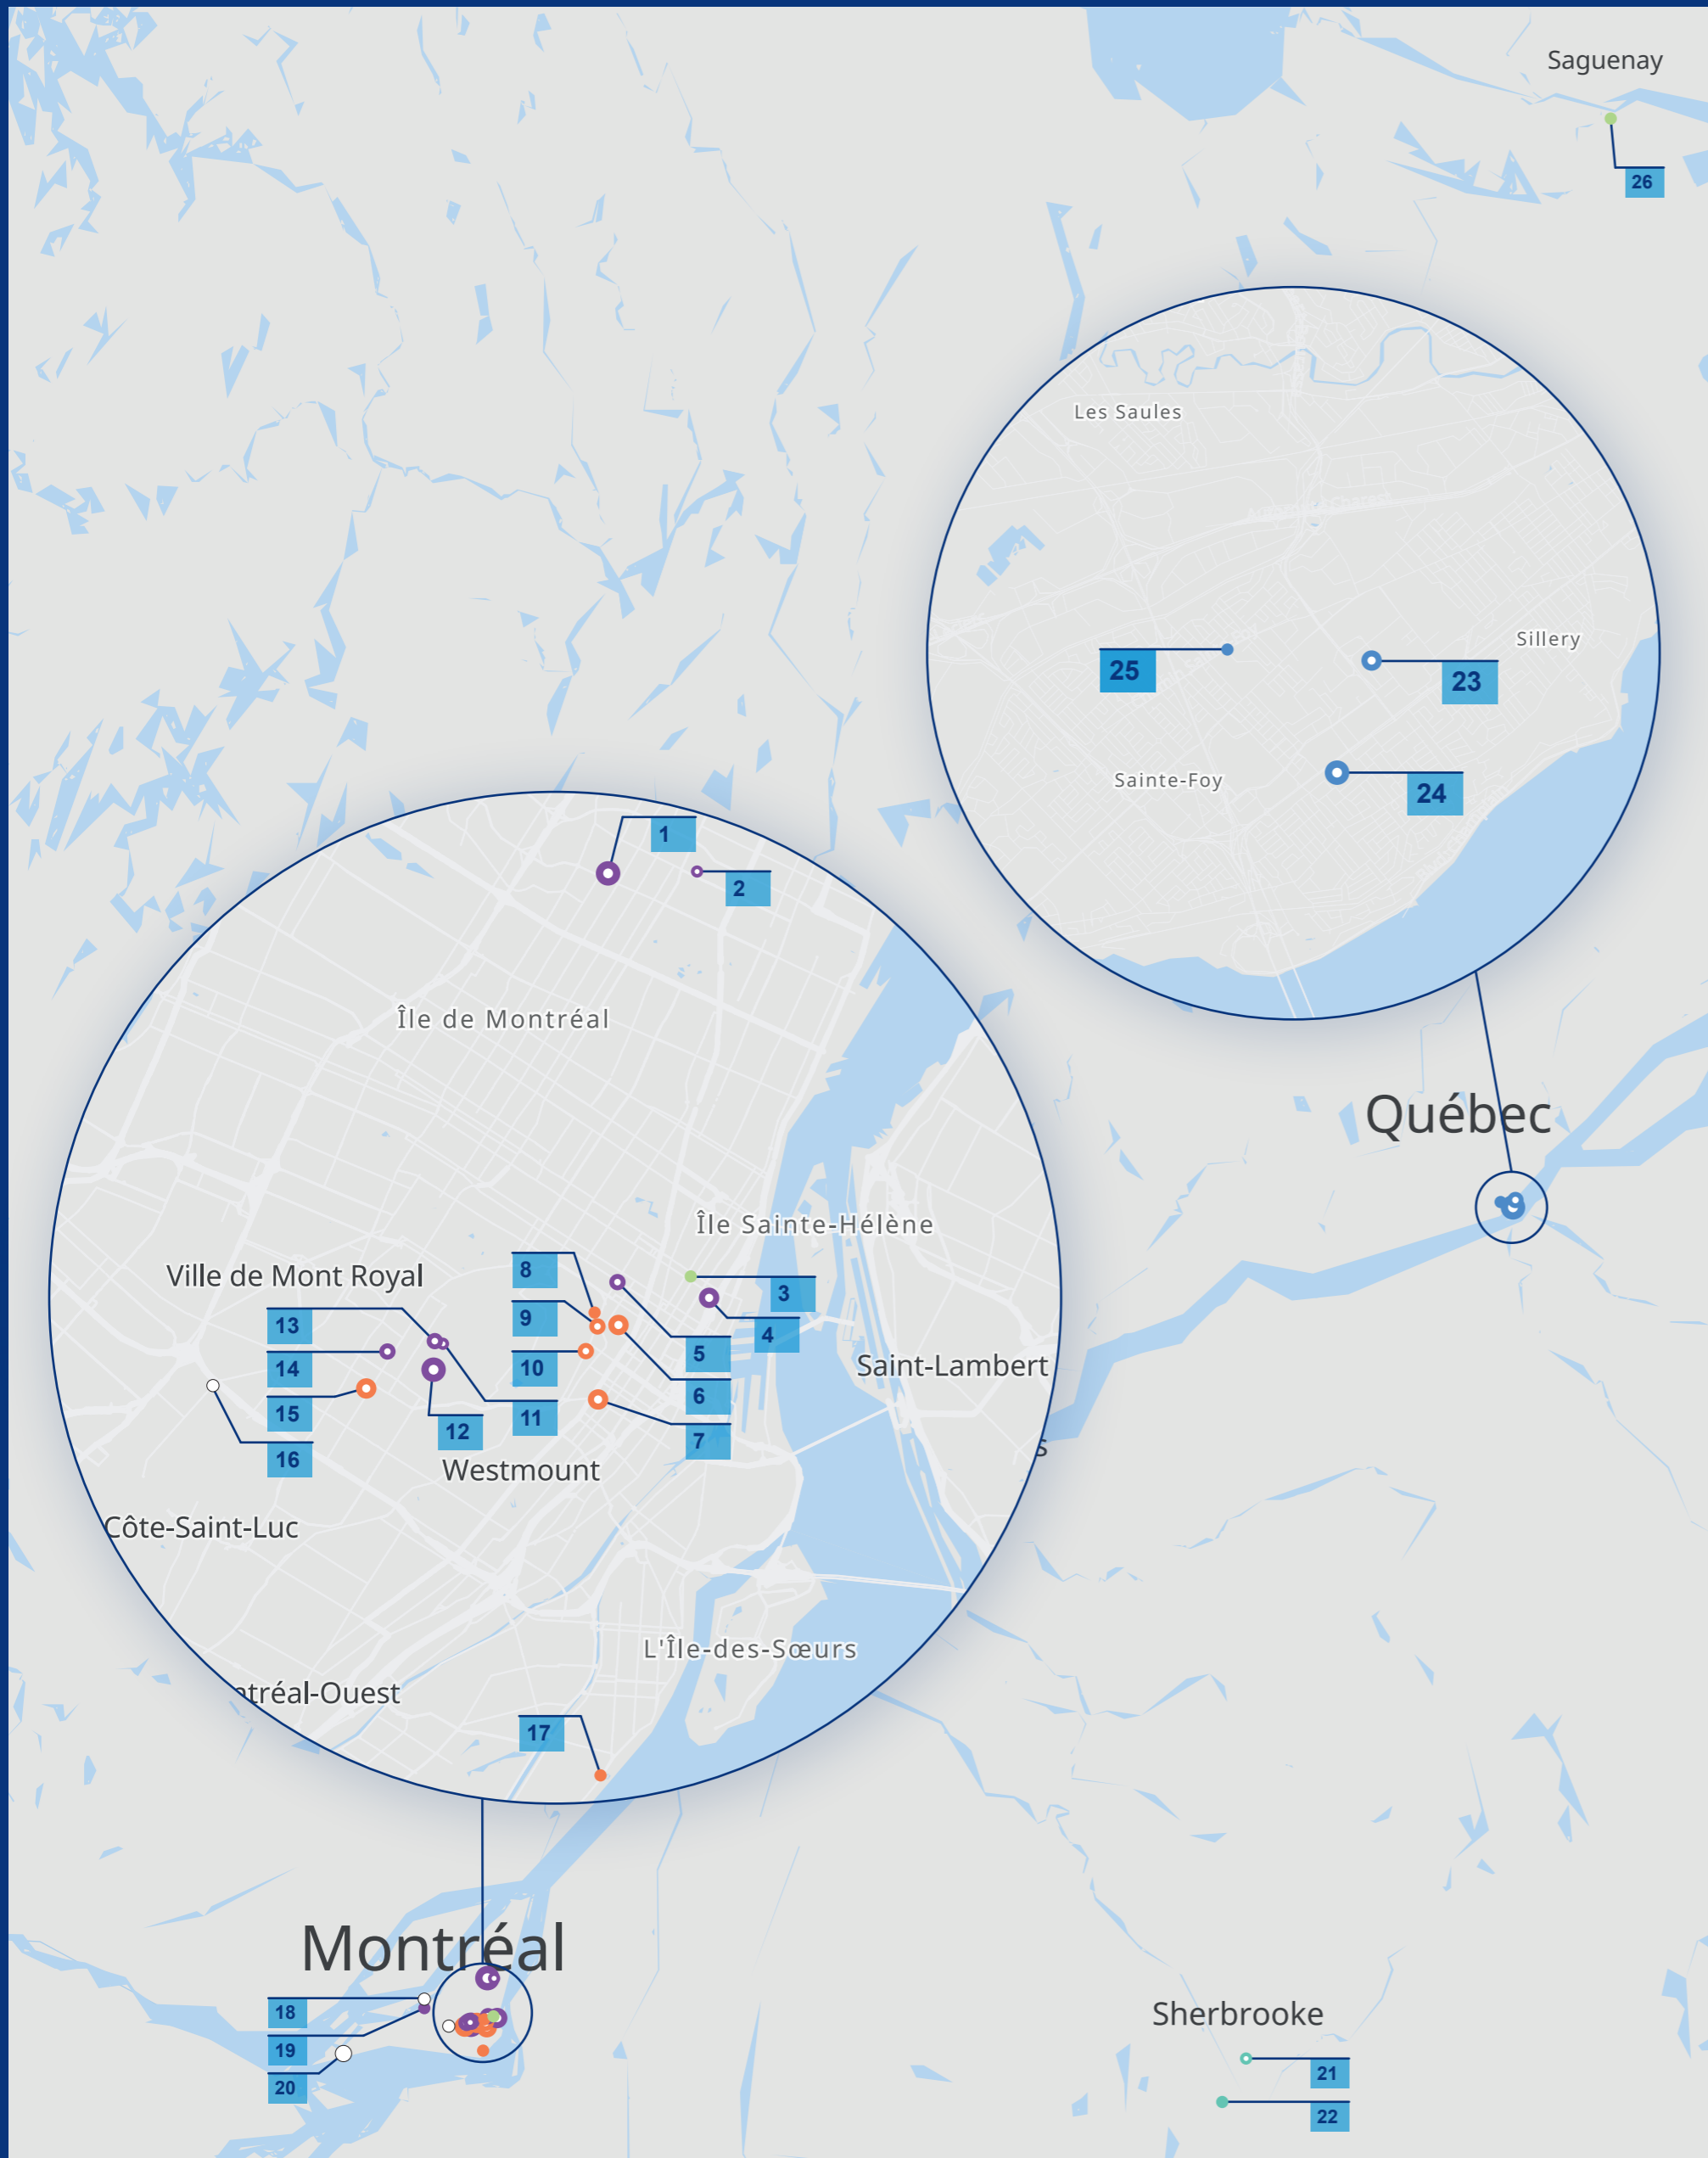 Saguenay
26
Les Saules
Sillery
25
23
Sainte-Foy
24
1
2
Île de Montréal
Québec
Île Sainte-Hélène
Ville de Mont Royal
8
3
13
9
4
14
10
5
Saint-Lambert
15
11
6
12
7
16
Westmount
s
Côte-Saint-Luc
L'Île-des-Sœurs
ntréal-Ouest
17
Montréal
18
19
20
Sherbrooke
21
22